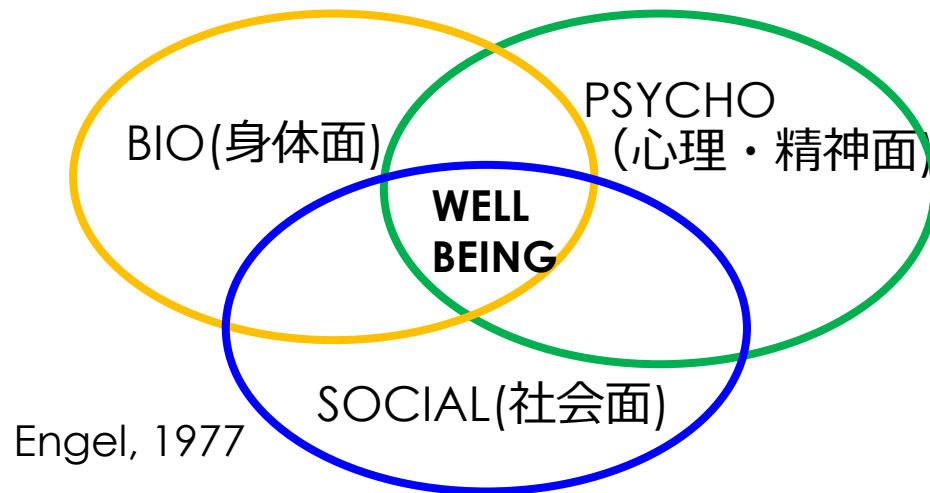 PSYCHO
BIO(身体面)
（心理・精神面)
WELL
BEING
SOCIAL(社会面)
Engel, 1977